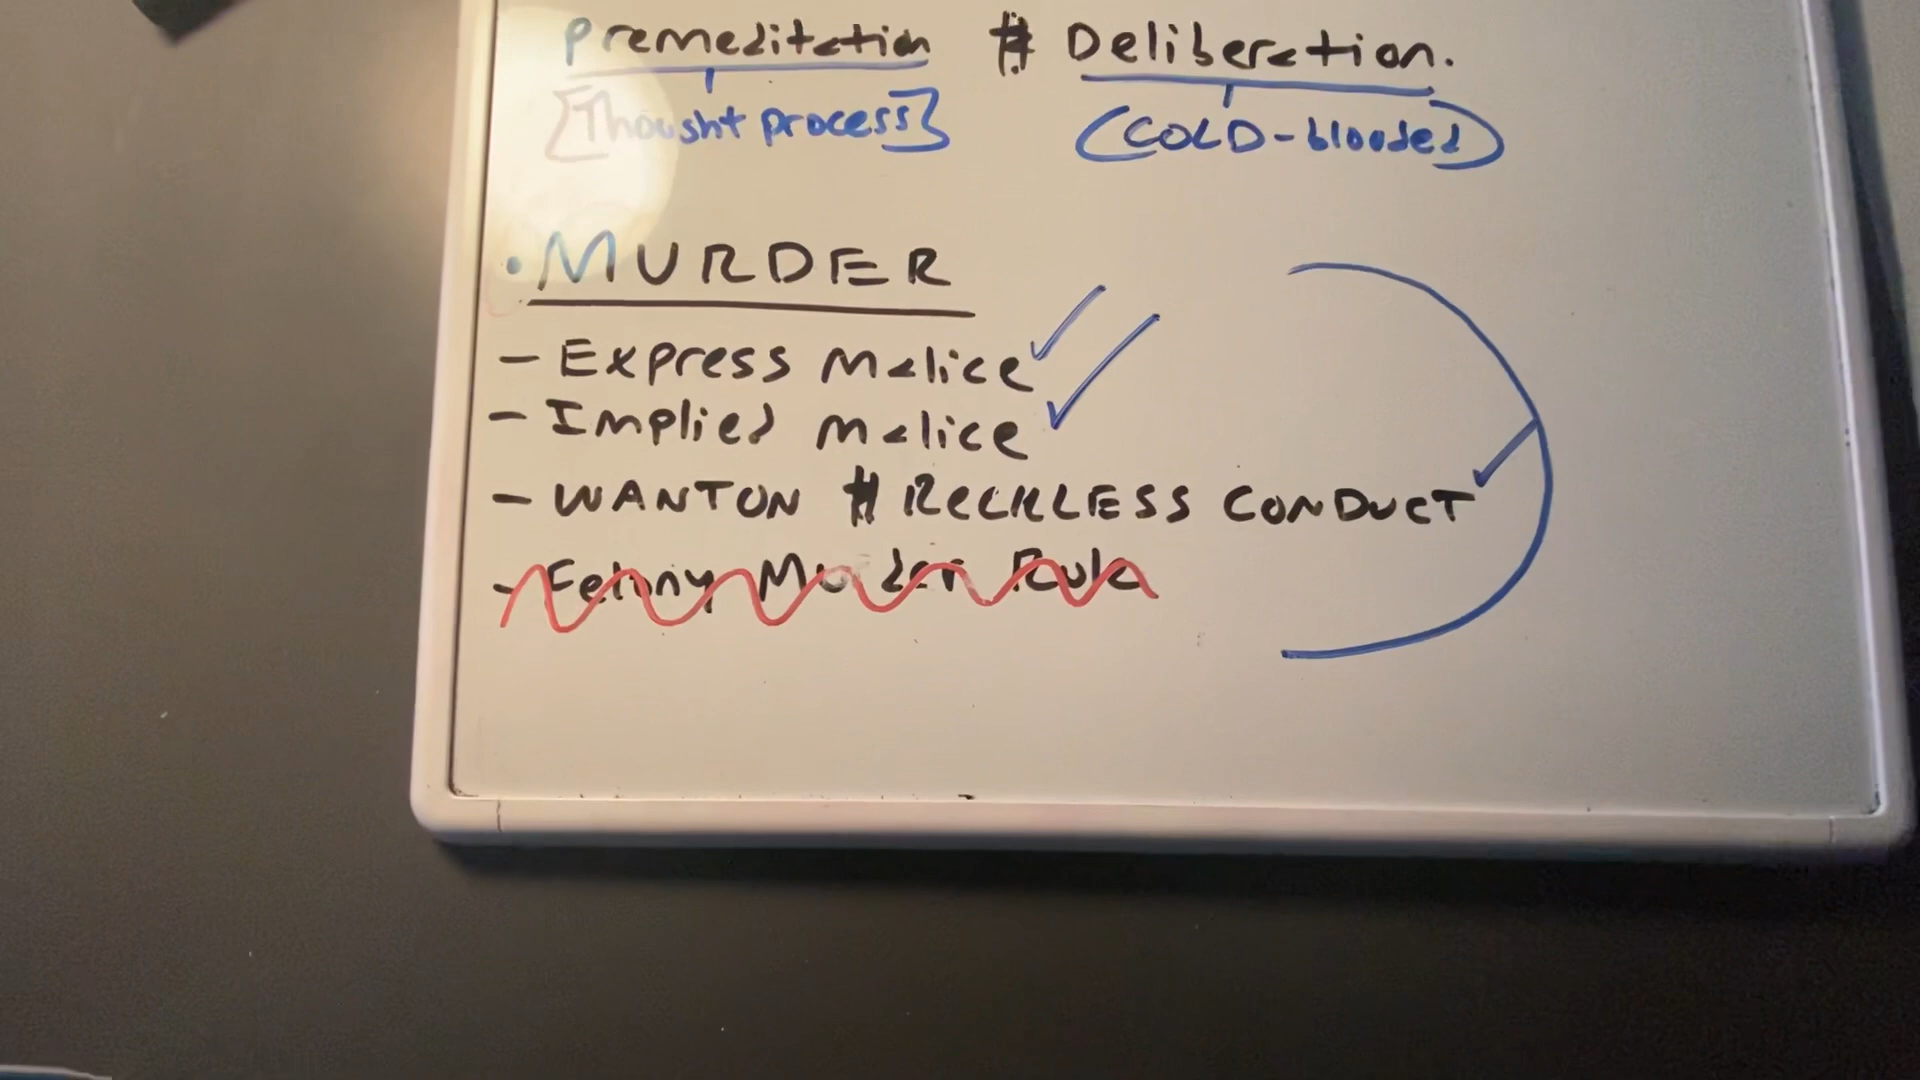 Premeditation # Deliberation.
[Thought process] (COLD-blooded)
• MURDER
- Express Malice
- Implied Malice
- WANTON # RECKLESS CONDUCT
- Felony Murder Rule